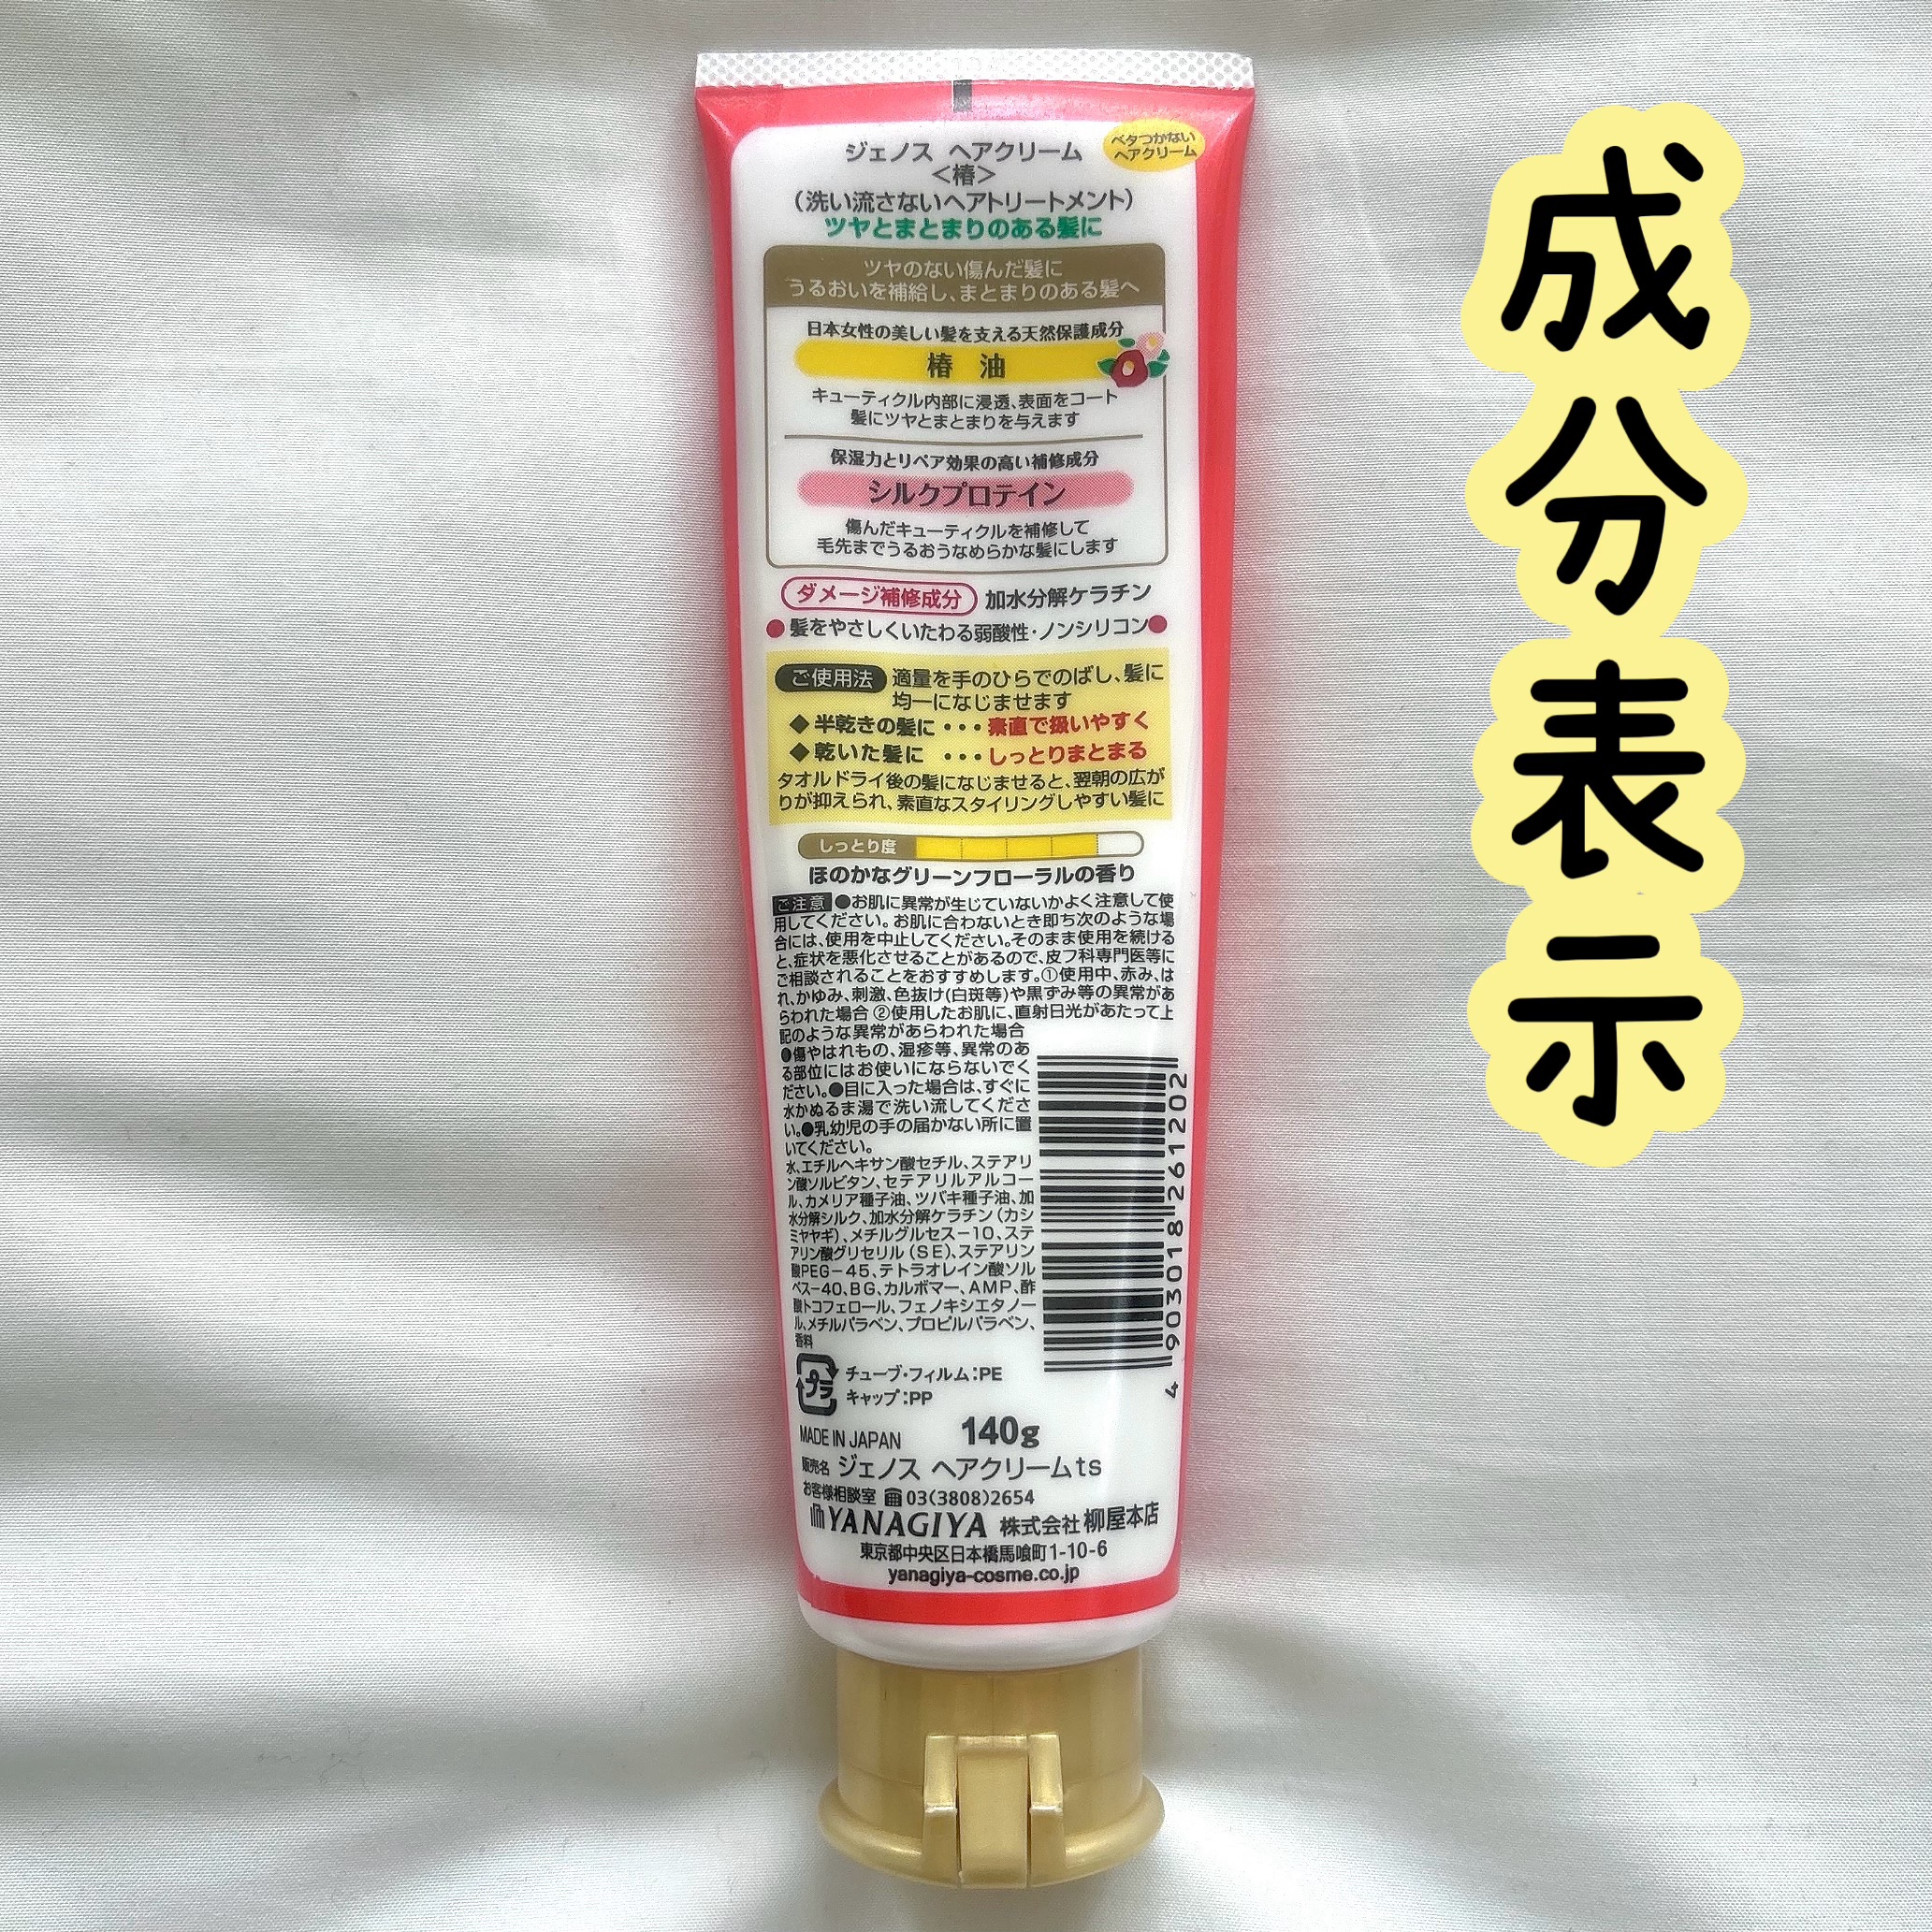 ジェノス ヘアクリーム
ベタつかない
ヘアクリーム
<椿>
(洗い流さないヘアトリートメント)
ツヤとまとまりのある髪に
ツヤのない傷んだ髪に
うるおいを補給し、まとまりのある髪へ
日本女性の美しい髪を支える天然保護成分
椿 油
キューティクル内部に浸透、表面をコート
髪にツヤとまとまりを与えます
保湿力とリペア効果の高い補修成分
シルクプロテイン
傷んだキューティクルを補修して
毛先までうるおうなめらかな髪にします
ダメージ補修成分 加水分解ケラチン
●髪をやさしくいたわる弱酸性・ノンシリコン●
ご使用法 適量を手のひらでのばし、髪に
均一になじませます
◆半乾きの髪に・・・素直で扱いやすく
◆乾いた髪に ・・・しっとりまとまる
タオルドライ後の髪になじませると、翌朝の広が
りが抑えられ、素直なスタイリングしやすい髪に
しっとり度
ほのかなグリーンフローラルの香り
ご注意 ●お肌に異常が生じていないかよく注意して使
用してください。お肌に合わないとき即ち次のような場
合には、使用を中止してください。そのまま使用を続ける
と、症状を悪化させることがあるので、皮フ科専門医等に
ご相談されることをおすすめします。①使用中、赤み、は
れ、かゆみ、刺激、色抜け(白斑等)や黒ずみ等の異常があ
らわれた場合 ②使用したお肌に、直射日光があたって上
記のような異常があらわれた場合
●傷やはれもの、湿疹等、異常のあ
る部位にはお使いにならないでく
ださい。●目に入った場合は、すぐに
水かぬるま湯で洗い流してくださ
い。●乳幼児の手の届かない所に置
いてください。
水、エチルヘキサン酸セチル、ステアリ
ン酸ソルビタン、セテアリルアルコー
ル、カメリア種子油、ツバキ種子油、加
水分解シルク、加水分解ケラチン(カシ
ミヤヤギ)、メチルグルセス-10、ステ
アリン酸グリセリル(SE)、ステアリン
酸PEG-45、テトラオレイン酸ソル
ベス-40、BG、カルボマー、AMP、酢
酸トコフェロール、フェノキシエタノー
ル、メチルパラベン、プロピルパラベン、
香料
4903018261202
プラ
チューブ・フィルム:PE
キャップ:PP
MADE IN JAPAN 140g
販売名 ジェノス ヘアクリームts
お客様相談室 ☎03(3808)2654
YANAGIYA 株式会社 柳屋本店
東京都中央区日本橋馬喰町1-10-6
yanagiya-cosme.co.jp
成分表示